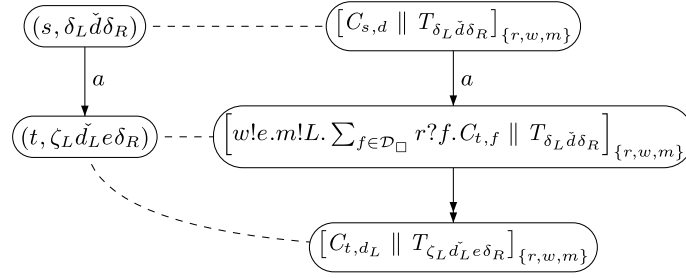 (s, δ_L ď δ_R) [C_{s,d} ∥ T_{δ_L ď δ_R}]_{{r,w,m}}
a a
(t, ζ_L ď_L e δ_R) [w!e.m!L. ∑_{f∈𝒟_□} r?f.C_{t,f} ∥ T_{δ_L ď δ_R}]_{{r,w,m}}
[C_{t,d_L} ∥ T_{ζ_L ď_L e δ_R}]_{{r,w,m}}